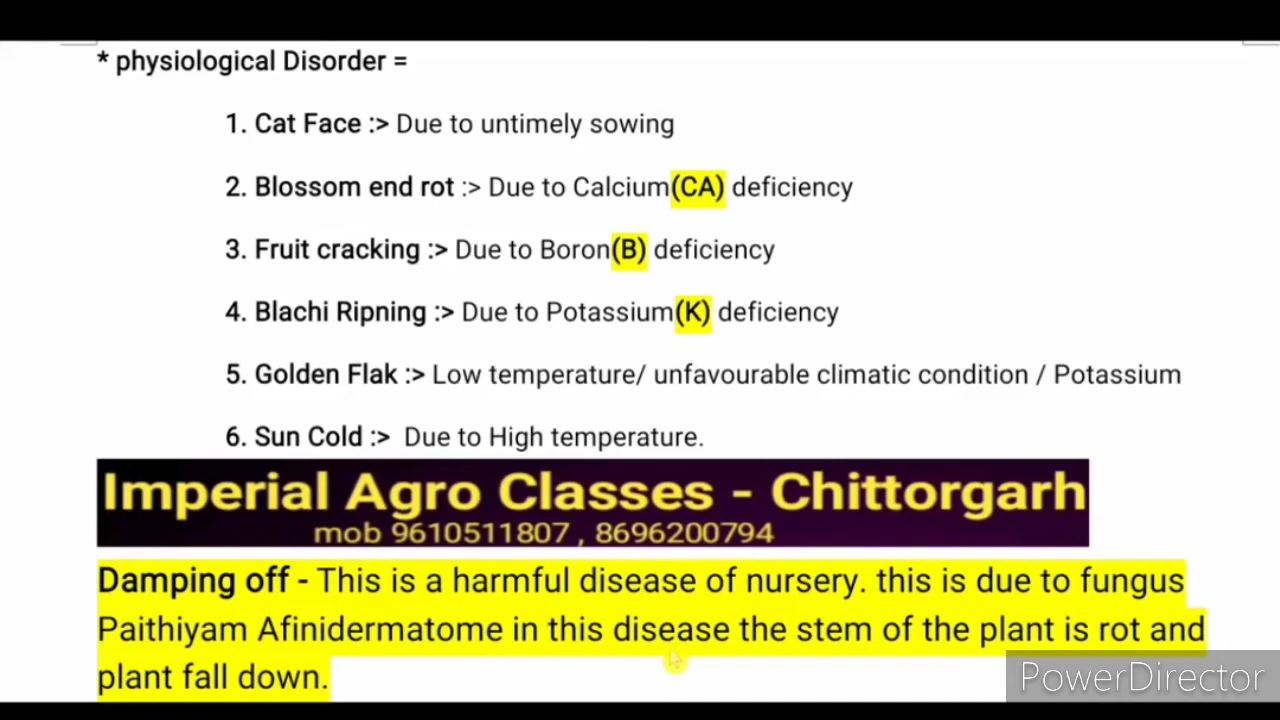 * physiological Disorder =
1. Cat Face :> Due to untimely sowing
2. Blossom end rot :> Due to Calcium(CA) deficiency
3. Fruit cracking :> Due to Boron(B) deficiency
4. Blachi Ripning :> Due to Potassium(K) deficiency
5. Golden Flak :> Low temperature/ unfavourable climatic condition / Potassium
6. Sun Cold :> Due to High temperature.
Imperial Agro Classes - Chittorgarh
mob 9610511807 , 8696200794
Damping off - This is a harmful disease of nursery. this is due to fungus
Paithiyam Afinidermatome in this disease the stem of the plant is rot and
plant fall down.
PowerDirector